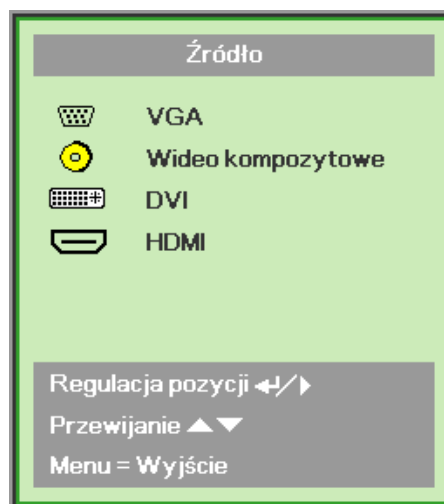 Źródło
VGA
Wideo kompozytowe
DVI
HDMI
Regulacja pozycji
Przewijanie
Menu = Wyjście